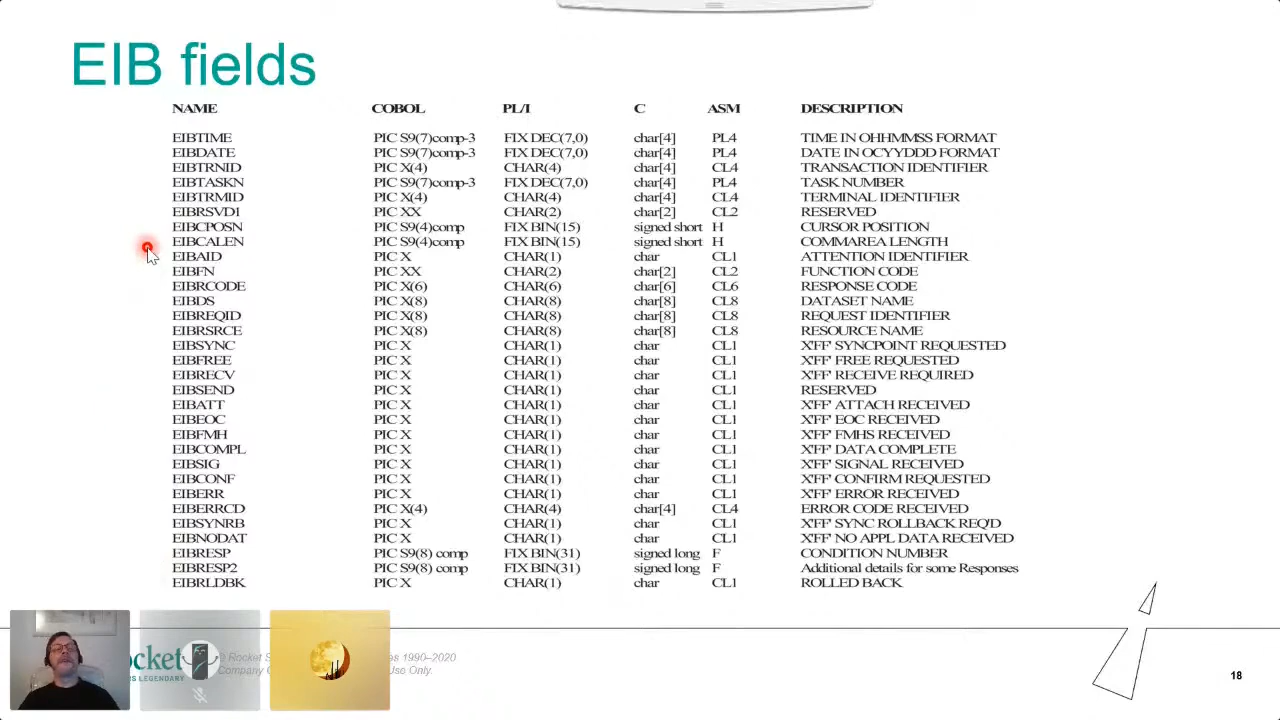 EIB fields
NAME COBOL PL/I C ASM DESCRIPTION
EIBTIME PIC S9(7)comp-3 FIX DEC(7,0) char[4] PL4 TIME IN 0HHMMSS FORMAT
EIBDATE PIC S9(7)comp-3 FIX DEC(7,0) char[4] PL4 DATE IN 0CYYDDD FORMAT
EIBTRNID PIC X(4) CHAR(4) char[4] CL4 TRANSACTION IDENTIFIER
EIBTASKN PIC S9(7)comp-3 FIX DEC(7,0) char[4] PL4 TASK NUMBER
EIBTRMID PIC X(4) CHAR(4) char[4] CL4 TERMINAL IDENTIFIER
EIBRSVD1 PIC XX CHAR(2) char[2] CL2 RESERVED
EIBCPOSN PIC S9(4)comp FIX BIN(15) signed short H CURSOR POSITION
EIBCALEN PIC S9(4)comp FIX BIN(15) signed short H COMMAREA LENGTH
EIBAID PIC X CHAR(1) char CL1 ATTENTION IDENTIFIER
EIBFN PIC XX CHAR(2) char[2] CL2 FUNCTION CODE
EIBRCODE PIC X(6) CHAR(6) char[6] CL6 RESPONSE CODE
EIBDS PIC X(8) CHAR(8) char[8] CL8 DATASET NAME
EIBREQID PIC X(8) CHAR(8) char[8] CL8 REQUEST IDENTIFIER
EIBRSRCE PIC X(8) CHAR(8) char[8] CL8 RESOURCE NAME
EIBSYNC PIC X CHAR(1) char CL1 X'FF' SYNCPOINT REQUESTED
EIBFREE PIC X CHAR(1) char CL1 X'FF' FREE REQUESTED
EIBRECV PIC X CHAR(1) char CL1 X'FF' RECEIVE REQUIRED
EIBSEND PIC X CHAR(1) char CL1 RESERVED
EIBATT PIC X CHAR(1) char CL1 X'FF' ATTACH RECEIVED
EIBEOC PIC X CHAR(1) char CL1 X'FF' EOC RECEIVED
EIBFMH PIC X CHAR(1) char CL1 X'FF' FMHS RECEIVED
EIBCOMPL PIC X CHAR(1) char CL1 X'FF' DATA COMPLETE
EIBSIG PIC X CHAR(1) char CL1 X'FF' SIGNAL RECEIVED
EIBCONF PIC X CHAR(1) char CL1 X'FF' CONFIRM REQUESTED
EIBERR PIC X CHAR(1) char CL1 X'FF' ERROR RECEIVED
EIBERRCD PIC X(4) CHAR(4) char[4] CL4 ERROR CODE RECEIVED
EIBSYNRB PIC X CHAR(1) char CL1 X'FF' SYNC ROLLBACK REQ'D
EIBNODAT PIC X CHAR(1) char CL1 X'FF' NO APPL DATA RECEIVED
EIBRESP PIC S9(8) comp FIX BIN(31) signed long F CONDITION NUMBER
EIBRESP2 PIC S9(8) comp FIX BIN(31) signed long F Additional details for some Responses
EIBRLDBK PIC X CHAR(1) char CL1 ROLLED BACK
ocket © Rocket S es 1990–2020
RS LEGENDARY Company Use Only.
18